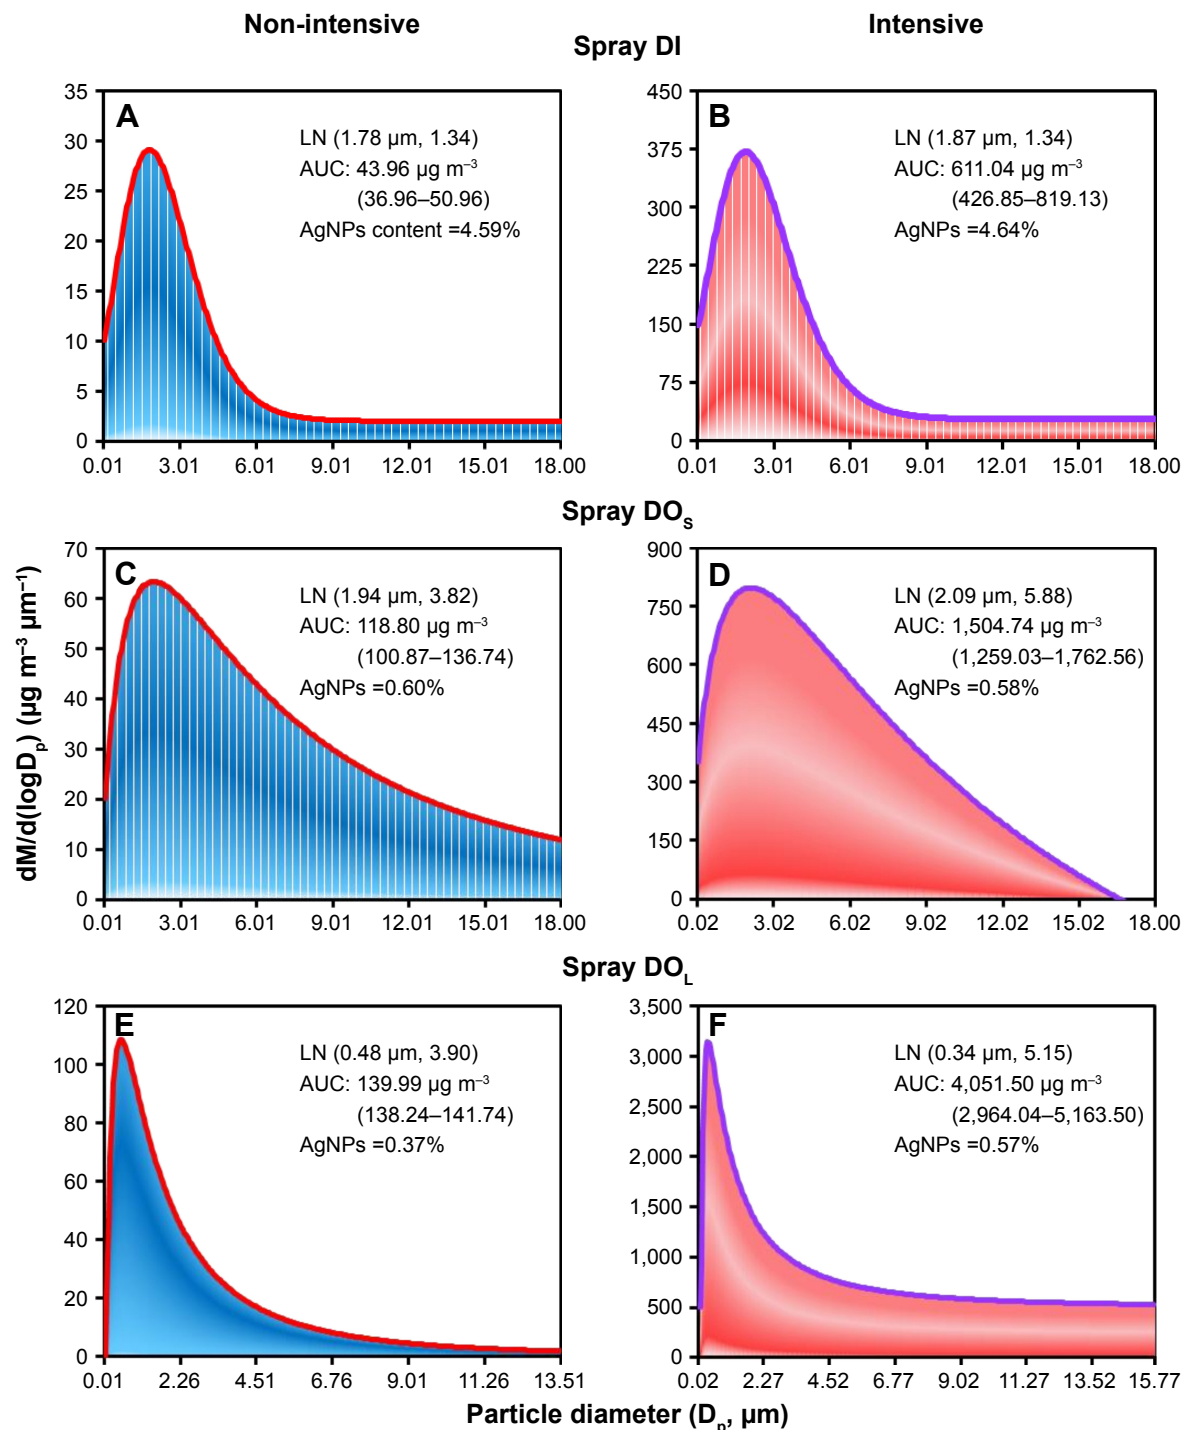 Non-intensive
Intensive
Spray DI
A
LN (1.78 µm, 1.34)
AUC: 43.96 µg m⁻³
(36.96–50.96)
AgNPs content =4.59%
35
30
25
20
15
10
5
0
0.01 3.01 6.01 9.01 12.01 15.01 18.00
B
LN (1.87 µm, 1.34)
AUC: 611.04 µg m⁻³
(426.85–819.13)
AgNPs =4.64%
450
375
300
225
150
75
0
0.01 3.01 6.01 9.01 12.01 15.01 18.00
Spray DOₛ
C
LN (1.94 µm, 3.82)
AUC: 118.80 µg m⁻³
(100.87–136.74)
AgNPs =0.60%
70
60
50
40
30
20
10
0
0.01 3.01 6.01 9.01 12.01 15.01 18.00
D
LN (2.09 µm, 5.88)
AUC: 1,504.74 µg m⁻³
(1,259.03–1,762.56)
AgNPs =0.58%
900
750
600
450
300
150
0
0.02 3.02 6.02 9.02 12.02 15.02 18.00
dM/d(logDₚ) (µg m⁻³ µm⁻¹)
Spray DO_L
E
LN (0.48 µm, 3.90)
AUC: 139.99 µg m⁻³
(138.24–141.74)
AgNPs =0.37%
120
100
80
60
40
20
0
0.01 2.26 4.51 6.76 9.01 11.26 13.51
F
LN (0.34 µm, 5.15)
AUC: 4,051.50 µg m⁻³
(2,964.04–5,163.50)
AgNPs =0.57%
3,500
3,000
2,500
2,000
1,500
1,000
500
0
0.02 2.27 4.52 6.77 9.02 11.27 13.52 15.77
Particle diameter (Dₚ, µm)